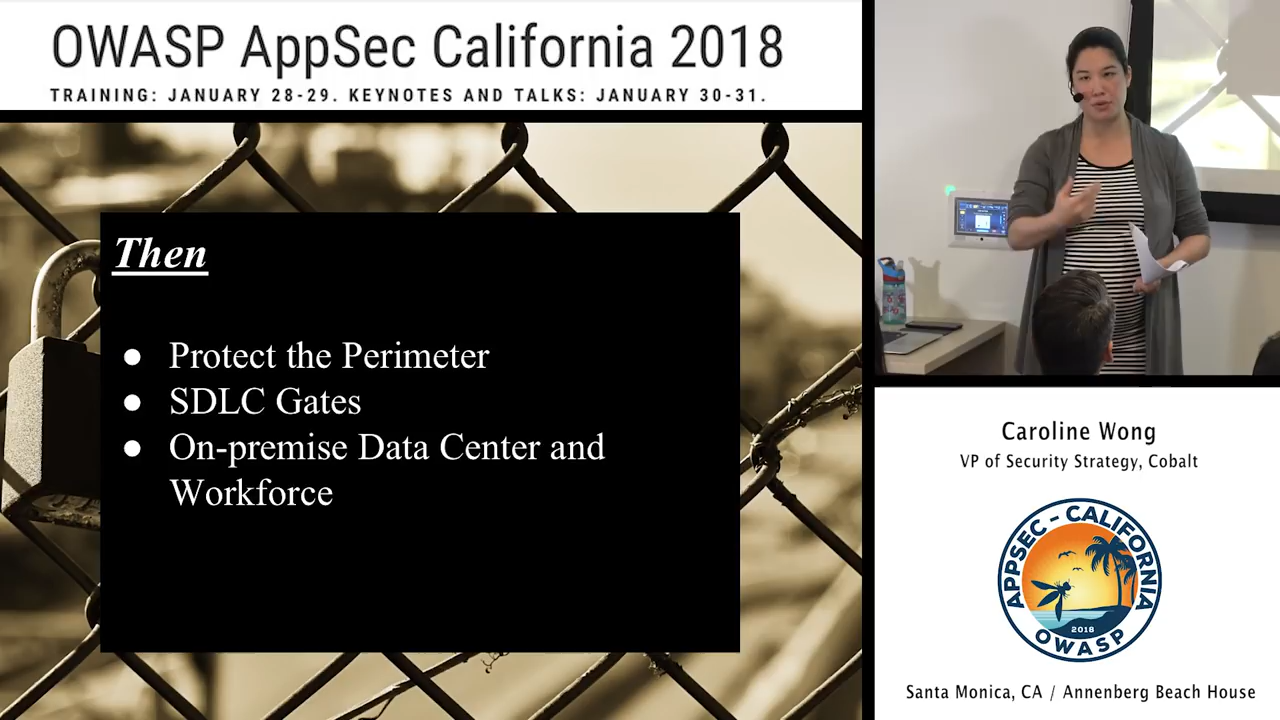 OWASP AppSec California 2018
TRAINING: JANUARY 28-29. KEYNOTES AND TALKS: JANUARY 30-31.
Then
● Protect the Perimeter
● SDLC Gates
● On-premise Data Center and
Workforce
Caroline Wong
VP of Security Strategy, Cobalt
APPSEC - CALIFORNIA
2018
OWASP
Santa Monica, CA / Annenberg Beach House